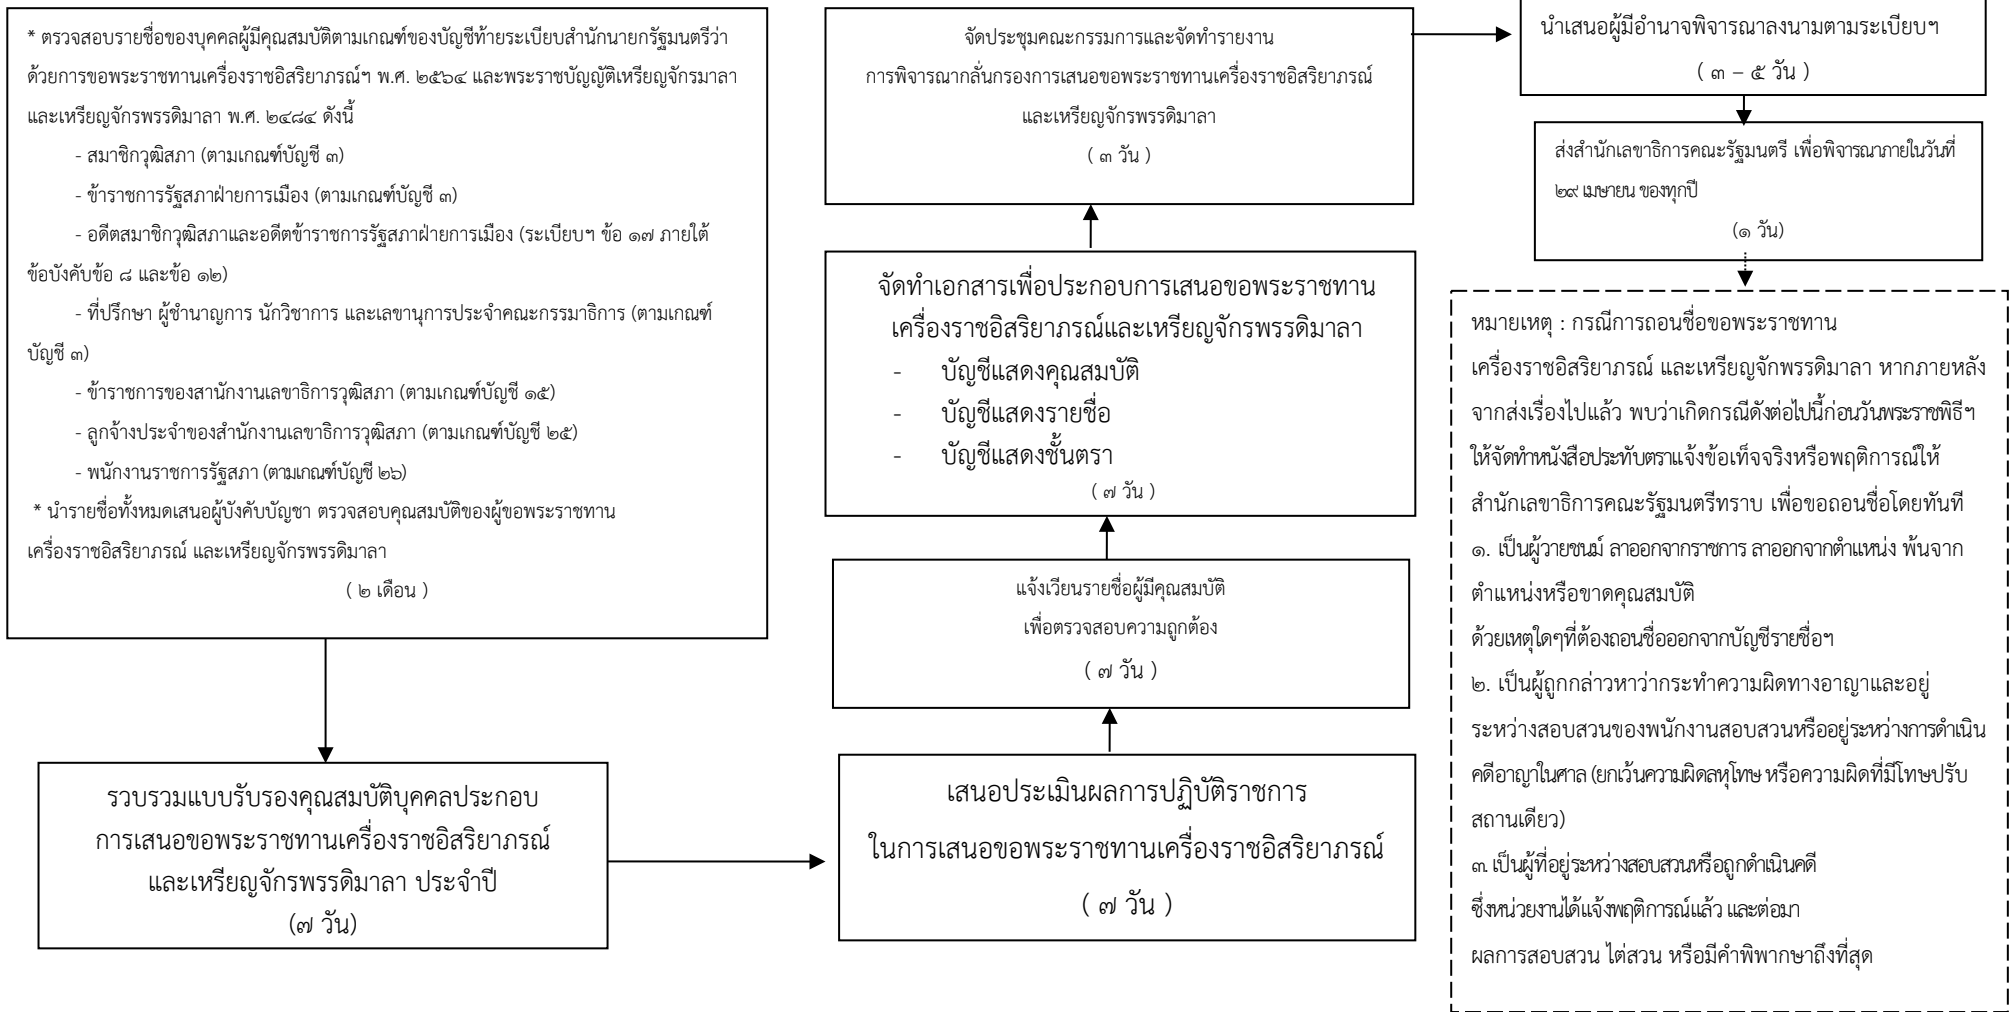 * ตรวจสอบรายชื่อของบุคคลผู้มีคุณสมบัติตามเกณฑ์ของบัญชีท้ายระเบียบสำนักนายกรัฐมนตรีว่า
ด้วยการขอพระราชทานเครื่องราชอิสริยาภรณ์ฯ พ.ศ. ๒๕๖๔ และพระราชบัญญัติเหรียญจักรมาลา
และเหรียญจักรพรรดิมาลา พ.ศ. ๒๔๘๔ ดังนี้
- สมาชิกวุฒิสภา (ตามเกณฑ์บัญชี ๓)
- ข้าราชการรัฐสภาฝ่ายการเมือง (ตามเกณฑ์บัญชี ๓)
- อดีตสมาชิกวุฒิสภาและอดีตข้าราชการรัฐสภาฝ่ายการเมือง (ระเบียบฯ ข้อ ๑๗ ภายใต้
ข้อบังคับข้อ ๘ และข้อ ๑๒)
- ที่ปรึกษา ผู้ชำนาญการ นักวิชาการ และเลขานุการประจำคณะกรรมาธิการ (ตามเกณฑ์
บัญชี ๓)
- ข้าราชการของสานักงานเลขาธิการวุฒิสภา (ตามเกณฑ์บัญชี ๑๕)
- ลูกจ้างประจำของสำนักงานเลขาธิการวุฒิสภา (ตามเกณฑ์บัญชี ๒๕)
- พนักงานราชการรัฐสภา (ตามเกณฑ์บัญชี ๒๖)
* นำรายชื่อทั้งหมดเสนอผู้บังคับบัญชา ตรวจสอบคุณสมบัติของผู้ขอพระราชทาน
เครื่องราชอิสริยาภรณ์ และเหรียญจักรพรรดิมาลา
( ๒ เดือน )
รวบรวมแบบรับรองคุณสมบัติบุคคลประกอบ
การเสนอขอพระราชทานเครื่องราชอิสริยาภรณ์
และเหรียญจักรพรรดิมาลา ประจำปี
(๗ วัน)
เสนอประเมินผลการปฏิบัติราชการ
ในการเสนอขอพระราชทานเครื่องราชอิสริยาภรณ์
( ๗ วัน )
แจ้งเวียนรายชื่อผู้มีคุณสมบัติ
เพื่อตรวจสอบความถูกต้อง
( ๗ วัน )
จัดทำเอกสารเพื่อประกอบการเสนอขอพระราชทาน
เครื่องราชอิสริยาภรณ์และเหรียญจักรพรรดิมาลา
- บัญชีแสดงคุณสมบัติ
- บัญชีแสดงรายชื่อ
- บัญชีแสดงชั้นตรา
( ๗ วัน )
จัดประชุมคณะกรรมการและจัดทำรายงาน
การพิจารณากลั่นกรองการเสนอขอพระราชทานเครื่องราชอิสริยาภรณ์
และเหรียญจักรพรรดิมาลา
( ๓ วัน )
นำเสนอผู้มีอำนาจพิจารณาลงนามตามระเบียบฯ
( ๓ – ๕ วัน )
ส่งสำนักเลขาธิการคณะรัฐมนตรี เพื่อพิจารณาภายในวันที่
๒๙ เมษายน ของทุกปี
(๑ วัน)
หมายเหตุ : กรณีการถอนชื่อขอพระราชทาน
เครื่องราชอิสริยาภรณ์ และเหรียญจักพรรดิมาลา หากภายหลัง
จากส่งเรื่องไปแล้ว พบว่าเกิดกรณีดังต่อไปนี้ก่อนวันพระราชพิธีฯ
ให้จัดทำหนังสือประทับตราแจ้งข้อเท็จจริงหรือพฤติการณ์ให้
สำนักเลขาธิการคณะรัฐมนตรีทราบ เพื่อขอถอนชื่อโดยทันที
๑. เป็นผู้วายชนม์ ลาออกจากราชการ ลาออกจากตำแหน่ง พ้นจาก
ตำแหน่งหรือขาดคุณสมบัติ
ด้วยเหตุใดๆที่ต้องถอนชื่อออกจากบัญชีรายชื่อฯ
๒. เป็นผู้ถูกกล่าวหาว่ากระทำความผิดทางอาญาและอยู่
ระหว่างสอบสวนของพนักงานสอบสวนหรืออยู่ระหว่างการดำเนิน
คดีอาญาในศาล (ยกเว้นความผิดลหุโทษ หรือความผิดที่มีโทษปรับ
สถานเดียว)
๓. เป็นผู้ที่อยู่ระหว่างสอบสวนหรือถูกดำเนินคดี
ซึ่งหน่วยงานได้แจ้งพฤติการณ์แล้ว และต่อมา
ผลการสอบสวน ไต่สวน หรือมีคำพิพากษาถึงที่สุด